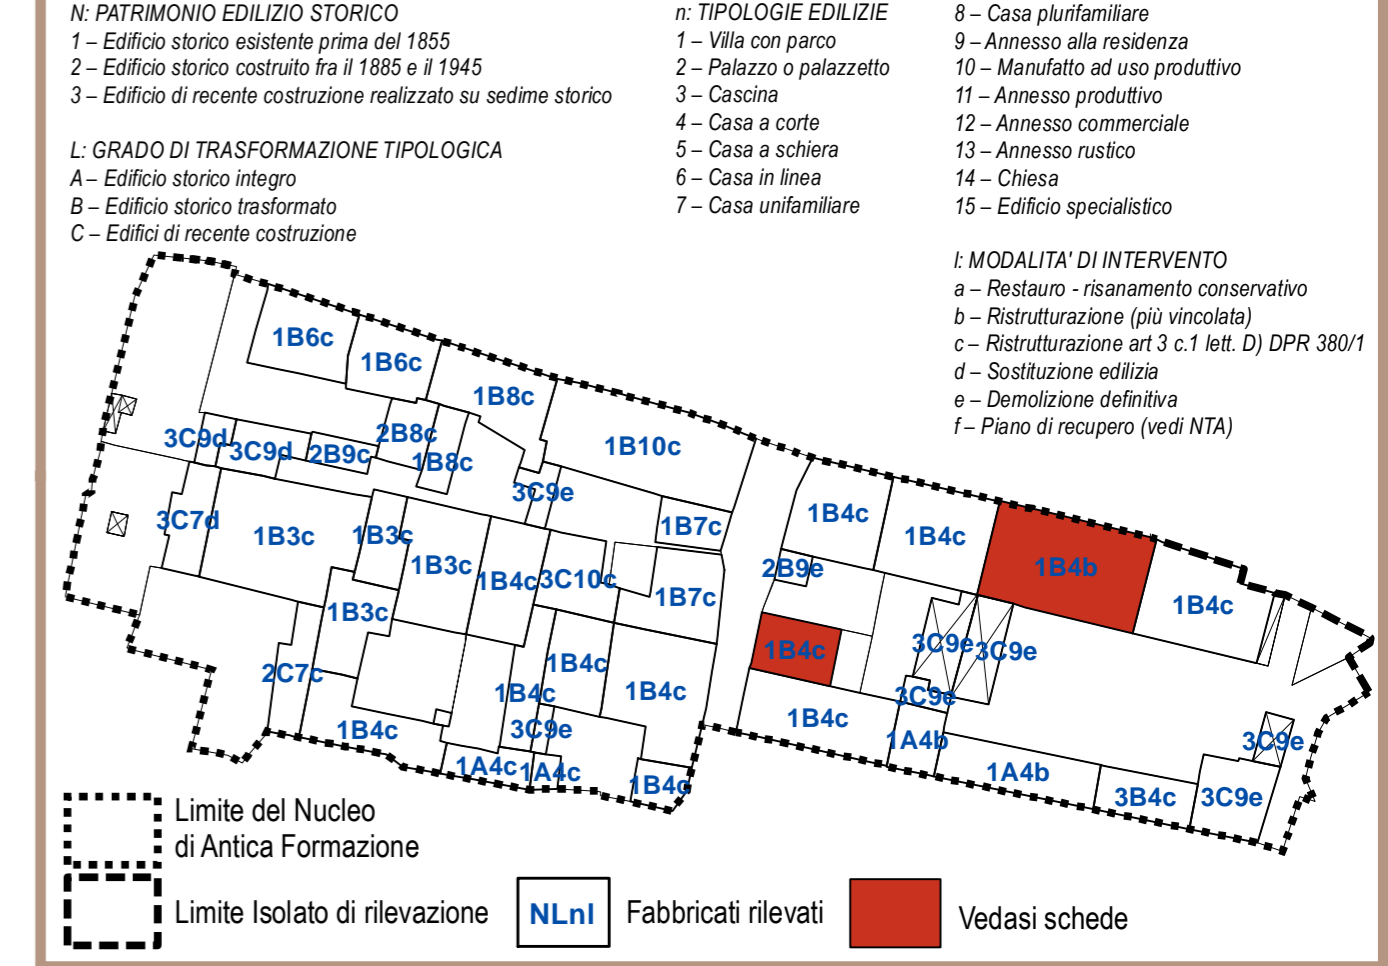 N: PATRIMONIO EDILIZIO STORICO
1 – Edificio storico esistente prima del 1855
2 – Edificio storico costruito fra il 1885 e il 1945
3 – Edificio di recente costruzione realizzato su sedime storico
L: GRADO DI TRASFORMAZIONE TIPOLOGICA
A – Edificio storico integro
B – Edificio storico trasformato
C – Edifici di recente costruzione
n: TIPOLOGIE EDILIZIE
1 – Villa con parco
2 – Palazzo o palazzetto
3 – Cascina
4 – Casa a corte
5 – Casa a schiera
6 – Casa in linea
7 – Casa unifamiliare
8 – Casa plurifamiliare
9 – Annesso alla residenza
10 – Manufatto ad uso produttivo
11 – Annesso produttivo
12 – Annesso commerciale
13 – Annesso rustico
14 – Chiesa
15 – Edificio specialistico
I: MODALITA' DI INTERVENTO
a – Restauro - risanamento conservativo
b – Ristrutturazione (più vincolata)
c – Ristrutturazione art 3 c.1 lett. D) DPR 380/1
d – Sostituzione edilizia
e – Demolizione definitiva
f – Piano di recupero (vedi NTA)
1B6c
1B6c
1B8c
2B8c
3C9d
3C9d
2B9c
1B8c
1B10c
3C9e
1B7c
3C7d
1B3c
1B3c
1B3c
1B4c
3C10c
1B7c
1B3c
2C7c
1B4c
1B4c
1B4c
1B4c
3C9e
1A4c
1A4c
1B4c
1B4c
1B4c
1B4b
1B4c
2B9e
1B4c
3C9e
3C9e
3C9e
1B4c
1A4b
1A4b
3B4c
3C9e
3C9e
Limite del Nucleo
di Antica Formazione
Limite Isolato di rilevazione
NLnI
Fabbricati rilevati
Vedasi schede